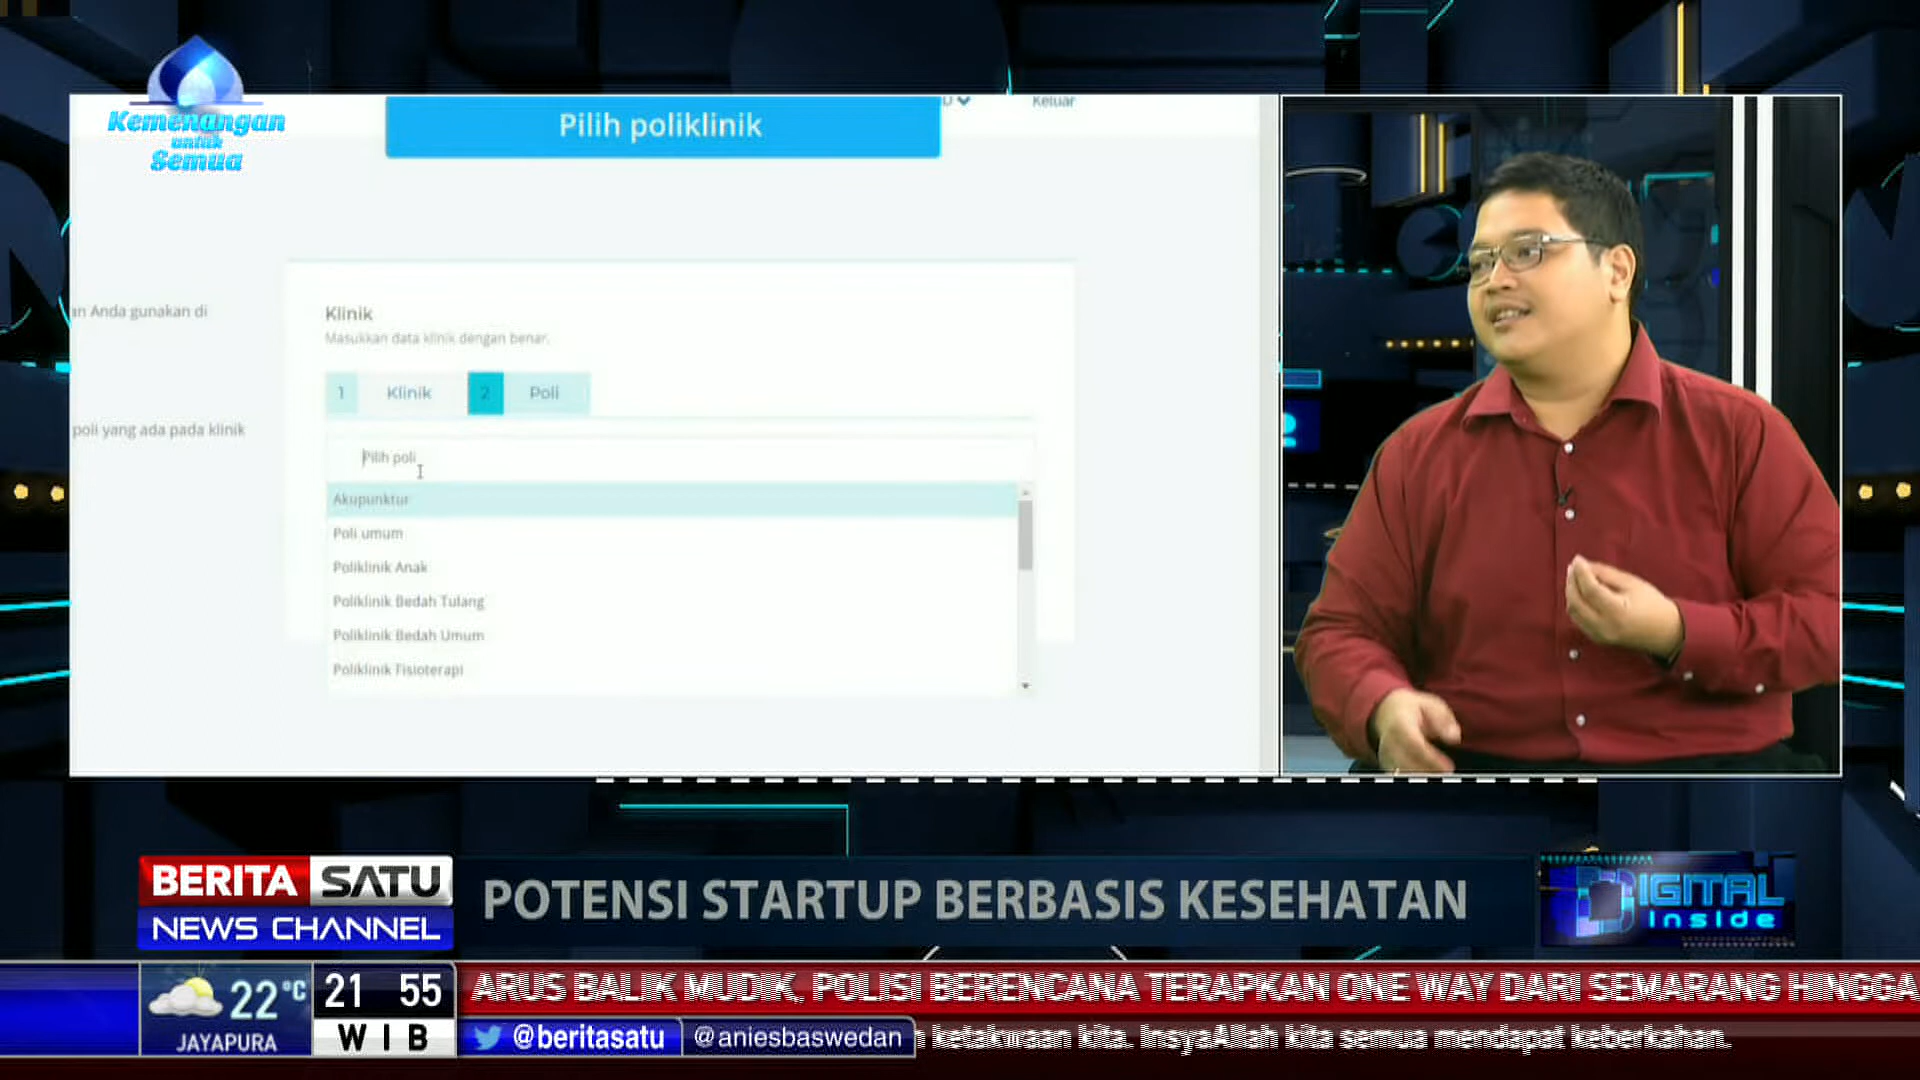 Kemenangan
untuk
Semua
Pilih poliklinik
Keluar
an Anda gunakan di
poli yang ada pada klinik
Klinik
Masukkan data klinik dengan benar.
1 Klinik 2 Poli
Pilih poli
Akupunktur
Poli umum
Poliklinik Anak
Poliklinik Bedah Tulang
Poliklinik Bedah Umum
Poliklinik Fisioterapi
BERITA SATU
NEWS CHANNEL
POTENSI STARTUP BERBASIS KESEHATAN
DIGITAL
Inside
22°C
JAYAPURA
21 55
WIB
ARUS BALIK MUDIK, POLISI BERENCANA TERAPKAN ONE WAY DARI SEMARANG HINGGA
@beritasatu @aniesbaswedan ketakwaan kita. InsyaAllah kita semua mendapat keberkahan.